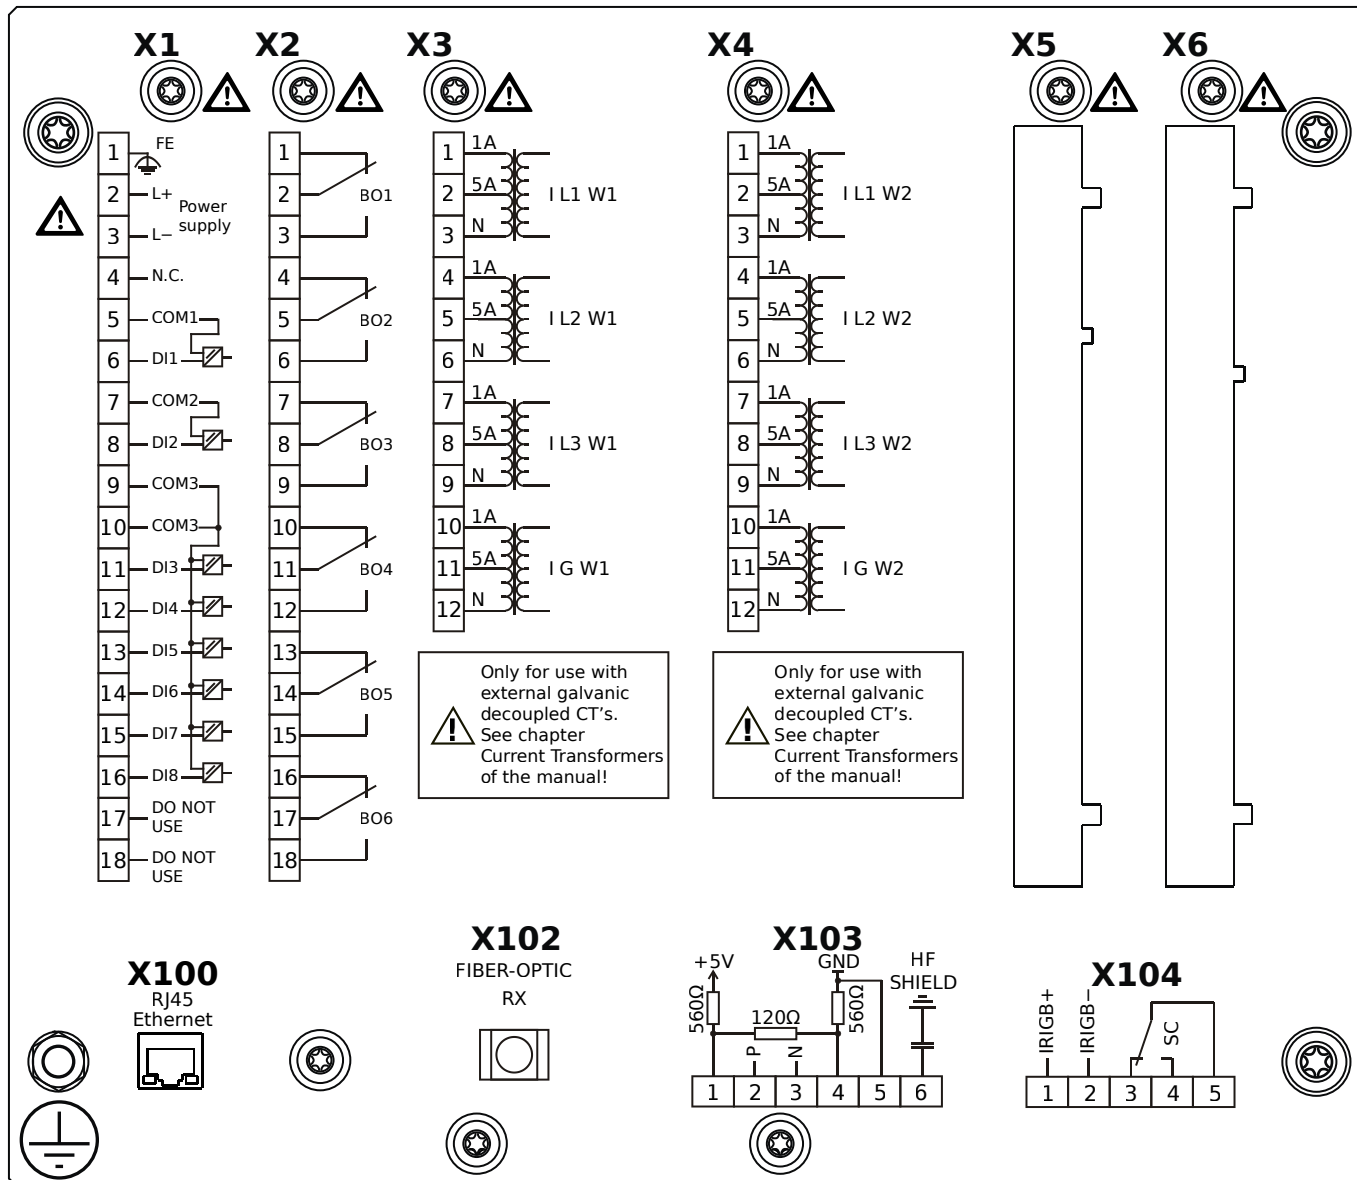 X1
X2
X3
X4
X5
X6
1 FE
2 L+
Power
supply
3 L−
4 N.C.
5 COM1
6 DI1
7 COM2
8 DI2
9 COM3
10 COM3
11 DI3
12 DI4
13 DI5
14 DI6
15 DI7
16 DI8
17 DO NOT
USE
18 DO NOT
USE
1
2 BO1
3
4
5 BO2
6
7
8 BO3
9
10
11 BO4
12
13
14 BO5
15
16
17 BO6
18
1 1A
2 5A I L1 W1
3 N
4 1A
5 5A I L2 W1
6 N
7 1A
8 5A I L3 W1
9 N
10 1A
11 5A I G W1
12 N
Only for use with
external galvanic
decoupled CT's.
See chapter
Current Transformers
of the manual!
1 1A
2 5A I L1 W2
3 N
4 1A
5 5A I L2 W2
6 N
7 1A
8 5A I L3 W2
9 N
10 1A
11 5A I G W2
12 N
Only for use with
external galvanic
decoupled CT's.
See chapter
Current Transformers
of the manual!
X100
RJ45
Ethernet
X102
FIBER-OPTIC
RX
X103
+5V
GND
HF
SHIELD
560Ω
120Ω
560Ω
P
N
1 2 3 4 5 6
X104
IRIGB+
IRIGB−
SC
1 2 3 4 5